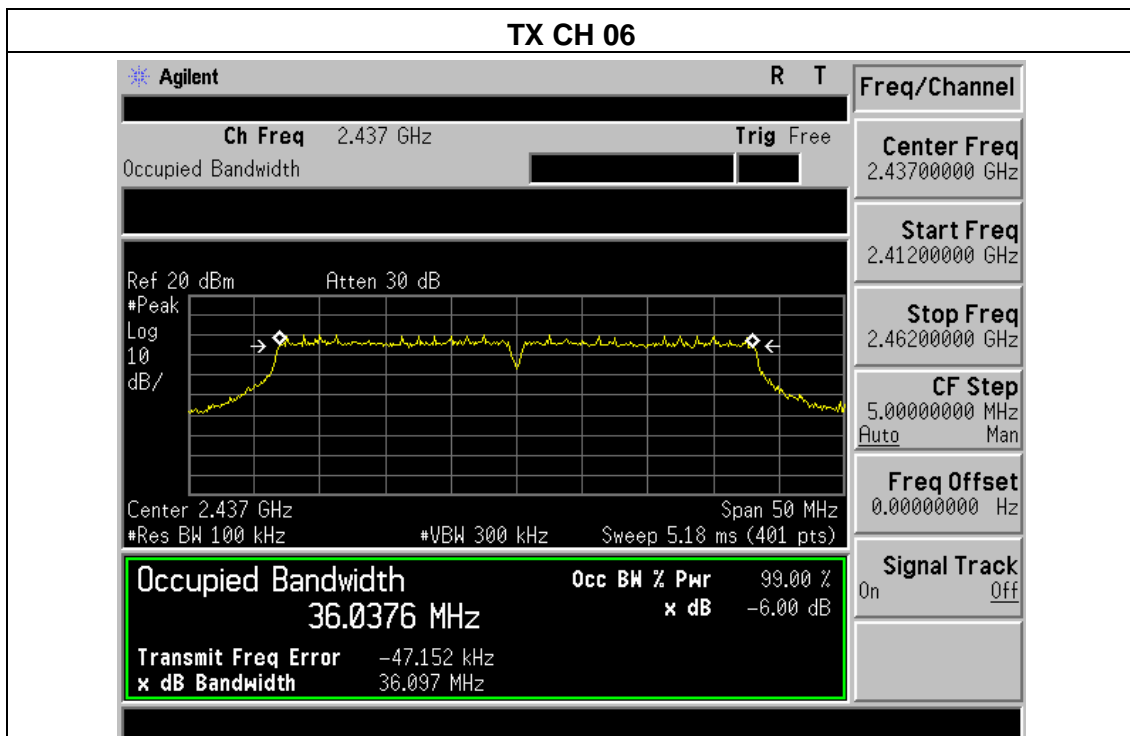 TX CH 06
Agilent R T
Freq/Channel
Ch Freq 2.437 GHz Trig Free
Occupied Bandwidth
Center Freq
2.43700000 GHz
Start Freq
2.41200000 GHz
Stop Freq
2.46200000 GHz
CF Step
5.00000000 MHz
Auto Man
Freq Offset
0.00000000 Hz
Signal Track
On Off
Ref 20 dBm Atten 30 dB
#Peak
Log
10
dB/
Center 2.437 GHz Span 50 MHz
#Res BW 100 kHz #VBW 300 kHz Sweep 5.18 ms (401 pts)
Occupied Bandwidth
36.0376 MHz
Occ BW % Pwr 99.00 %
x dB -6.00 dB
Transmit Freq Error -47.152 kHz
x dB Bandwidth 36.097 MHz